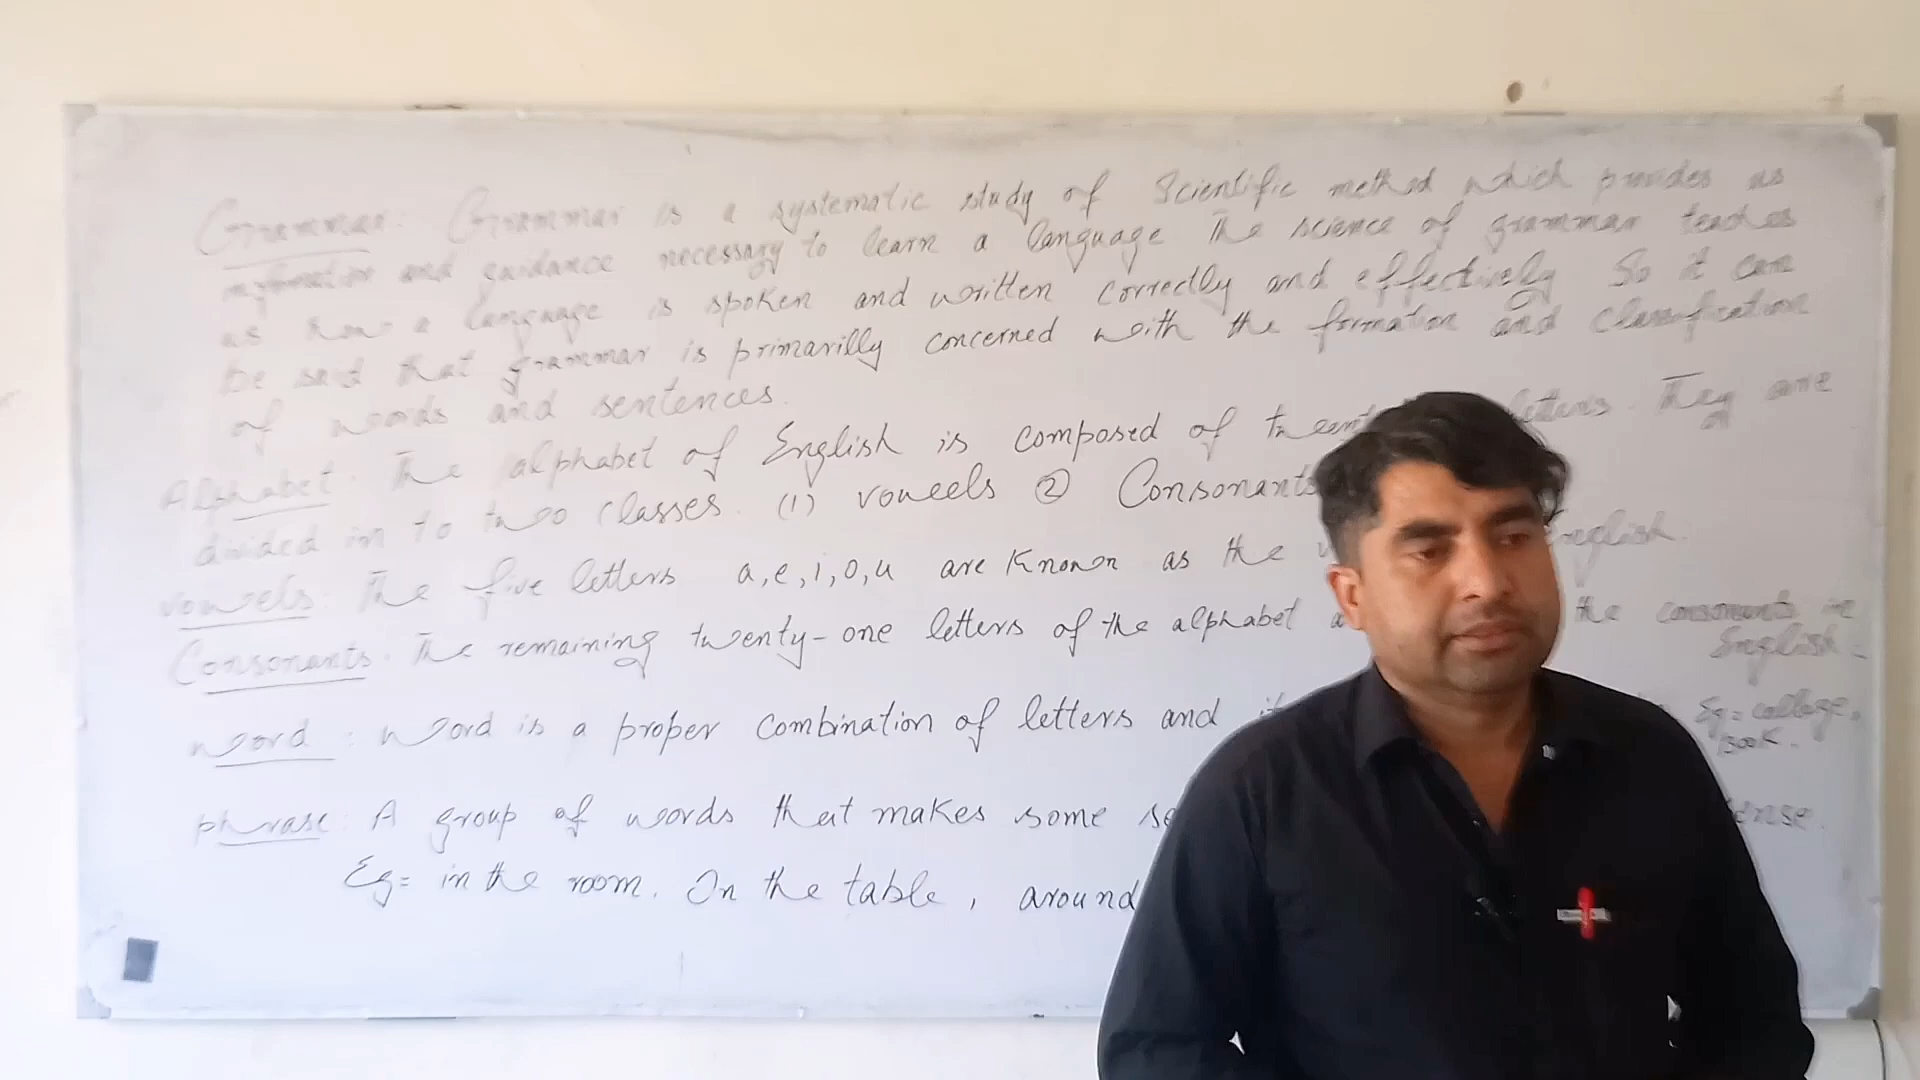 Grammar: Grammar is a systematic study of Scientific method which provides us
information and guidance necessary to learn a language The science of grammar teaches
us how a language is spoken and written correctly and effectively So it can
be said that grammar is primarilly concerned with the formation and classification
of words and sentences.
Alphabet. The alphabet of English is composed of letters. They are
divided in to two classes. (1) vowels ② Consonants
vowels: The five letters a, e, i, o, u are Known as the English.
Consonants. The remaining twenty-one letters of the alphabet the consonants in
English-
word: word is a proper combination of letters and Eg = collage,
Book.
phrase: A group of words that makes some
Eg = in the room. On the table, around